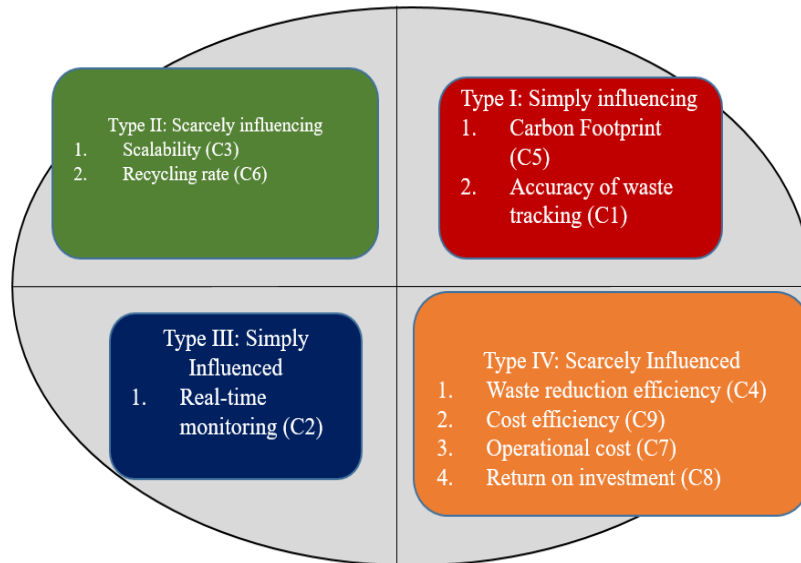 Type II: Scarcely influencing
1. Scalability (C3)
2. Recycling rate (C6)
Type I: Simply influencing
1. Carbon Footprint
(C5)
2. Accuracy of waste
tracking (C1)
Type III: Simply
Influenced
1. Real-time
monitoring (C2)
Type IV: Scarcely Influenced
1. Waste reduction efficiency (C4)
2. Cost efficiency (C9)
3. Operational cost (C7)
4. Return on investment (C8)